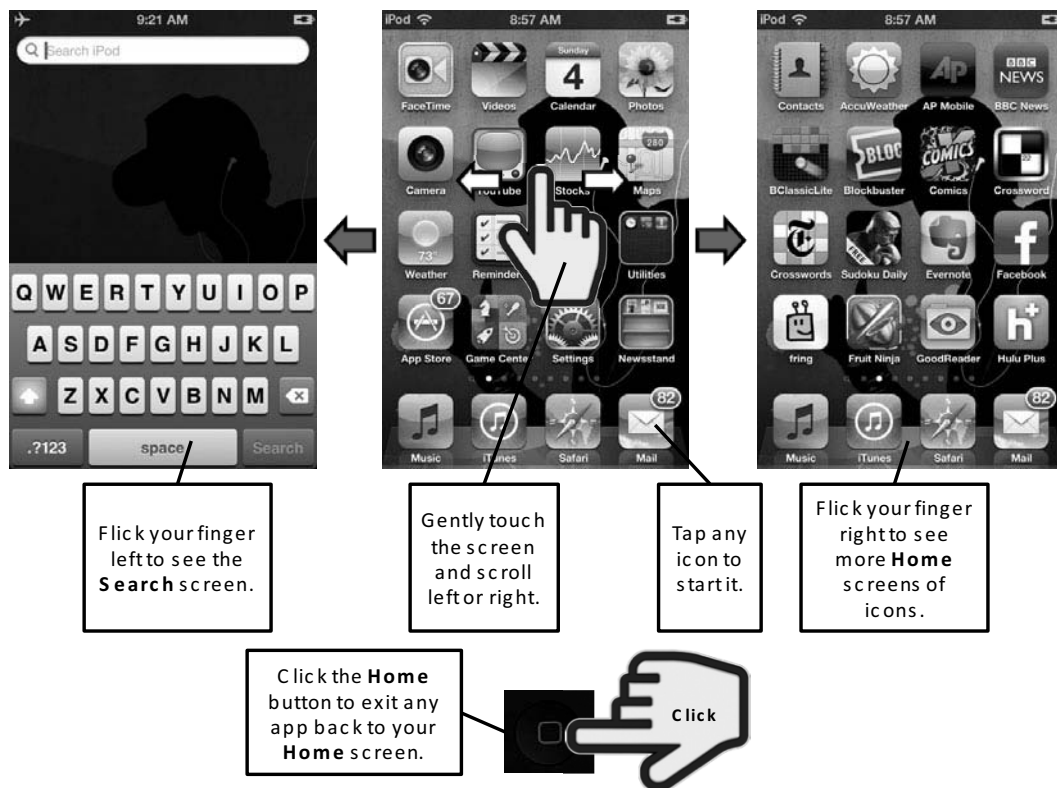 9:21 AM
Search iPod
Q W E R T Y U I O P
A S D F G H J K L
Z X C V B N M
.?123 space Search
iPod 8:57 AM
Sunday
4
FaceTime Videos Calendar Photos
280
Camera YouTube Stocks Maps
73°
Weather Reminder Utilities
67
App Store Game Cente Settings Newsstand
82
Music iTunes Safari Mail
iPod 8:57 AM
AP
BBC
NEWS
Contacts AccuWeather AP Mobile BBC News
BLOC
COMICS
22
BClassicLite Blockbuster Comics Crossword
FREE
f
Crosswords Sudoku Daily Evernote Facebook
h+
fring Fruit Ninja GoodReader Hulu Plus
82
Music iTunes Safari Mail
Flick your finger
left to see the
Search screen.
Gently touch
the screen
and scroll
left or right.
Tap any
icon to
start it.
Flick your finger
right to see
more Home
screens of
icons.
Click the Home
button to exit any
app back to your
Home screen.
Click